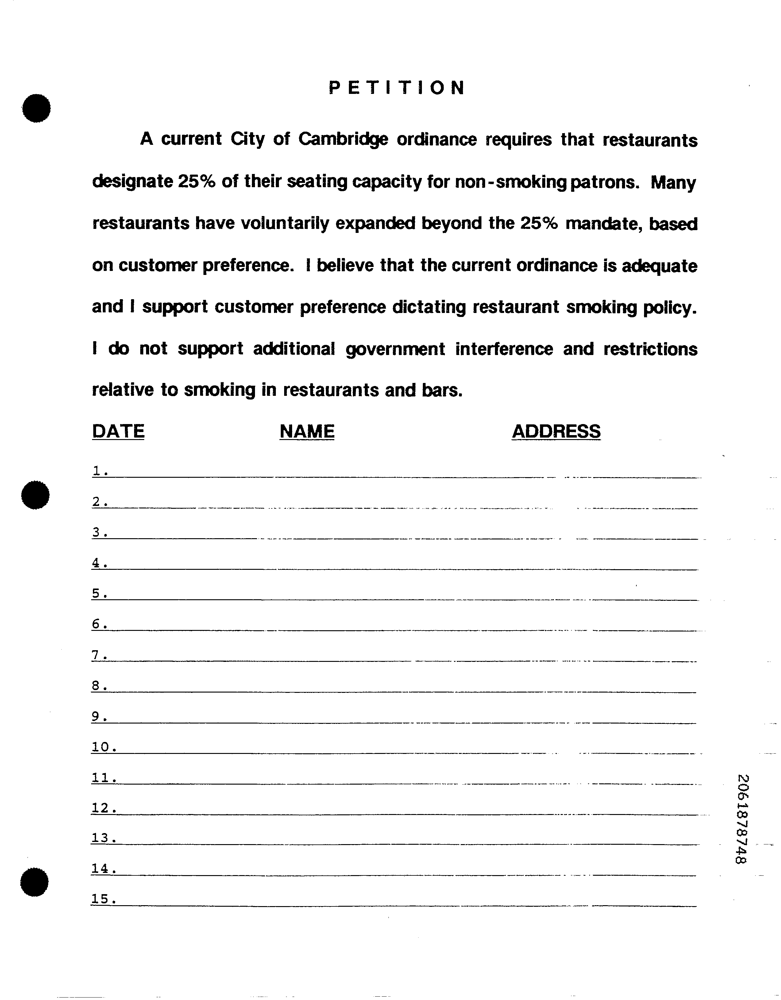 PETITION
A current City of Cambridge ordinance requires that restaurants
designate 25% of their seating capacity for non-smoking patrons. Many
restaurants have voluntarily expanded beyond the 25% mandate, based
on customer preference. I believe that the current ordinance is adequate
and I support customer preference dictating restaurant smoking policy.
I do not support additional government interference and restrictions
relative to smoking in restaurants and bars.
DATE NAME ADDRESS
1.
2.
3.
4.
5.
6.
7.
8.
9.
10.
11.
12.
13.
14.
15.
2061878748